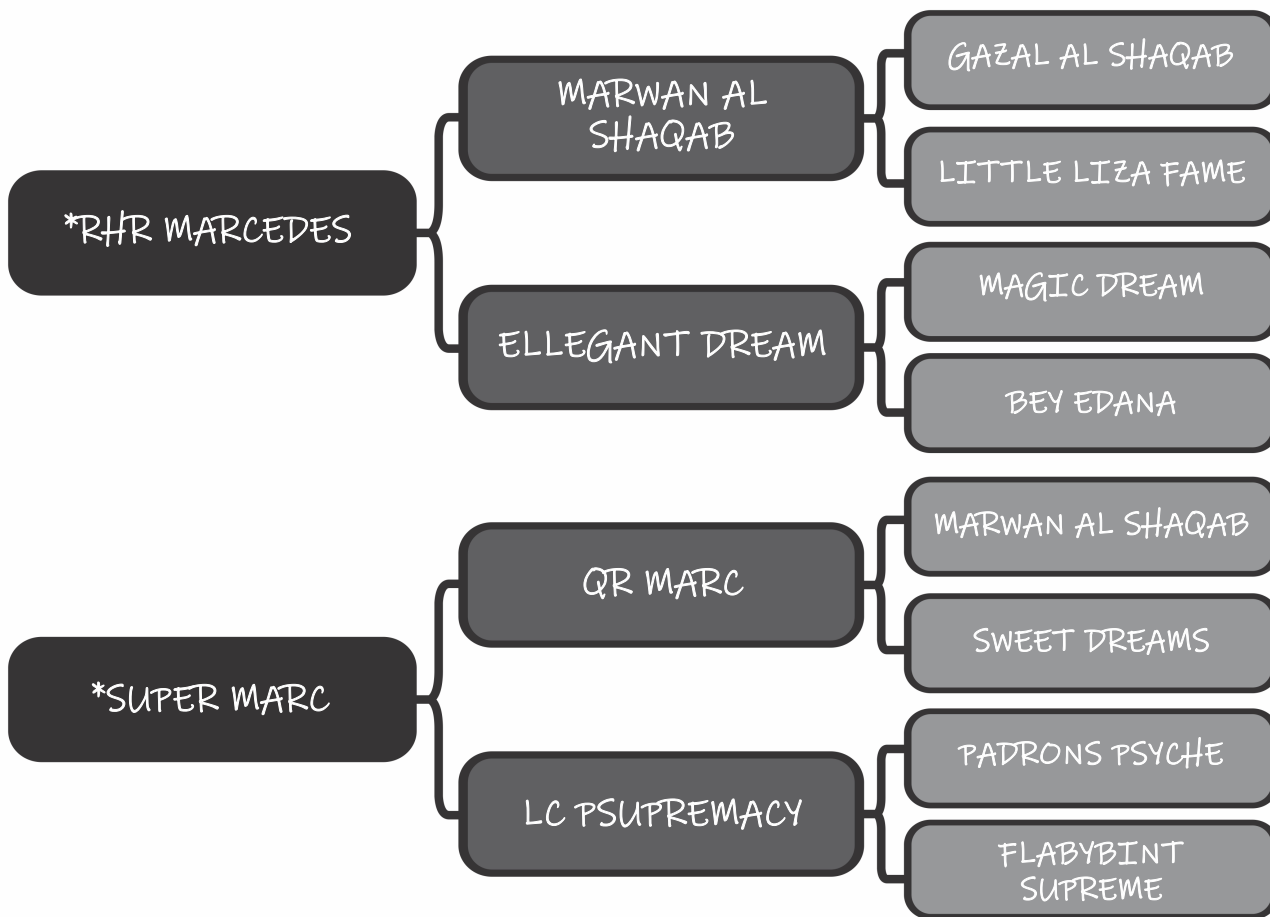 *RHR MARCEDES
MARWAN AL
SHAQAB
ELLEGANT DREAM
GAZAL AL SHAQAB
LITTLE LIZA FAME
MAGIC DREAM
BEY EDANA
*SUPER MARC
QR MARC
LC PSUPREMACY
MARWAN AL SHAQAB
SWEET DREAMS
PADRONS PSYCHE
FLABYBINT
SUPREME